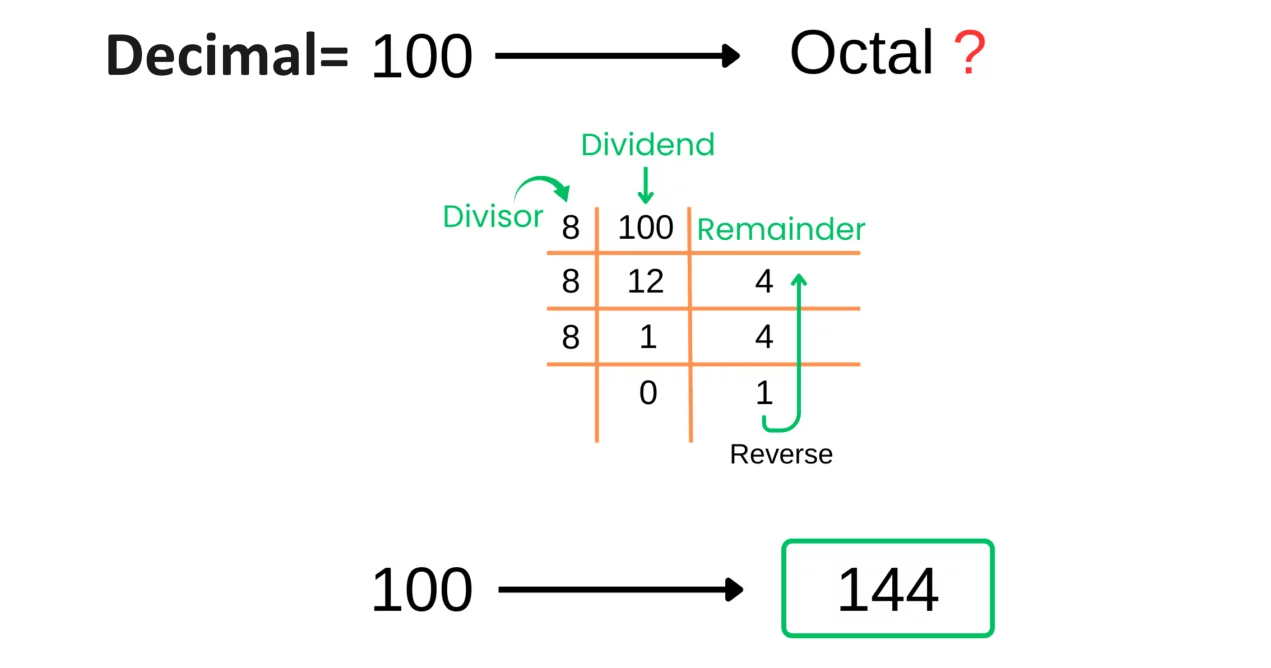 Decimal= 100 Octal ?
Dividend
Divisor 8 100 Remainder
8 12 4
8 1 4
0 1
Reverse
100 144